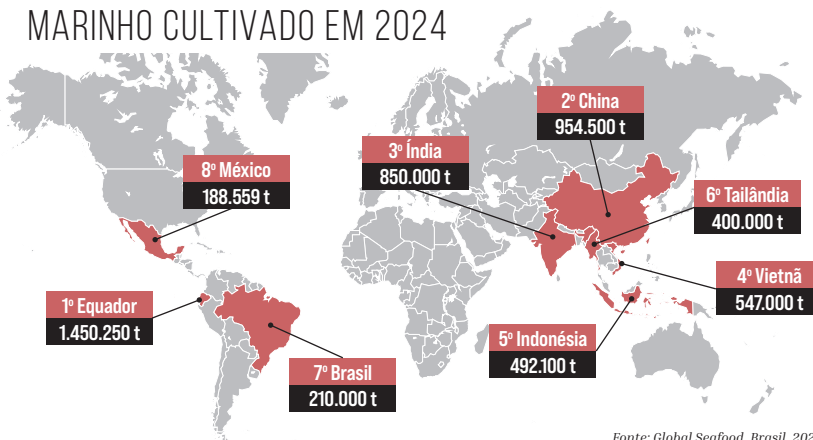 MARINHO CULTIVADO EM 2024
2º China
954.500 t
3º Índia
850.000 t
8º México
188.559 t
6º Tailândia
400.000 t
4º Vietnã
547.000 t
1º Equador
1.450.250 t
5º Indonésia
492.100 t
7º Brasil
210.000 t
Fonte: Global Seafood, Brasil,